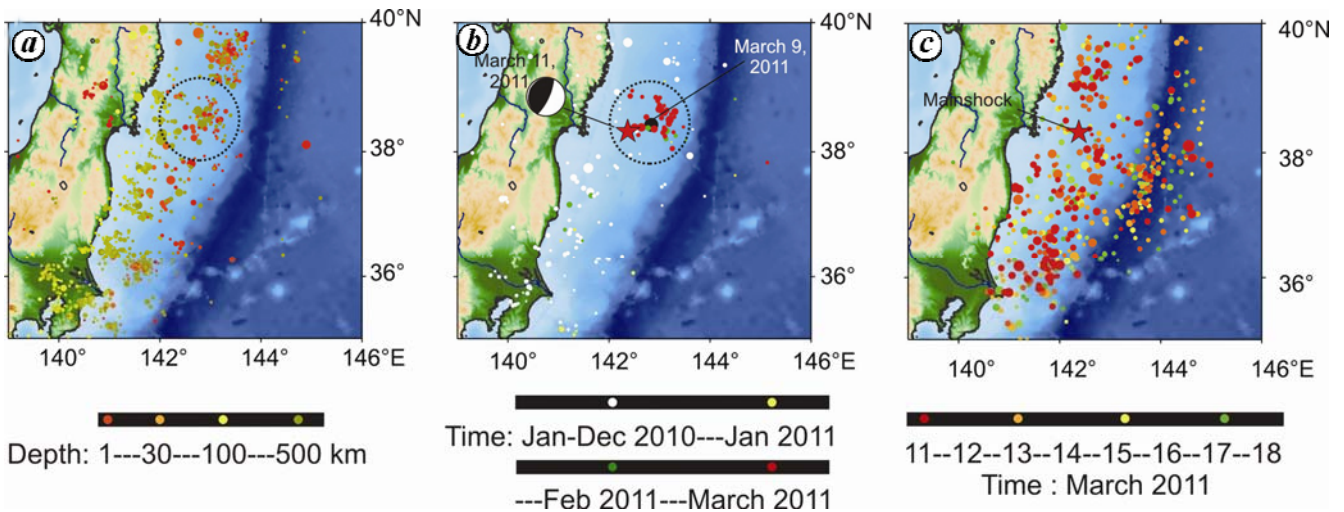 a
40°N
38°
36°
140° 142° 144° 146°E
Depth: 1---30---100---500 km
b
March 11,
2011
March 9,
2011
40°N
38°
36°
140° 142° 144° 146°E
Time: Jan-Dec 2010---Jan 2011
---Feb 2011---March 2011
c
Mainshock
40°N
38°
36°
140° 142° 144° 146°E
11--12--13--14--15--16--17--18
Time : March 2011